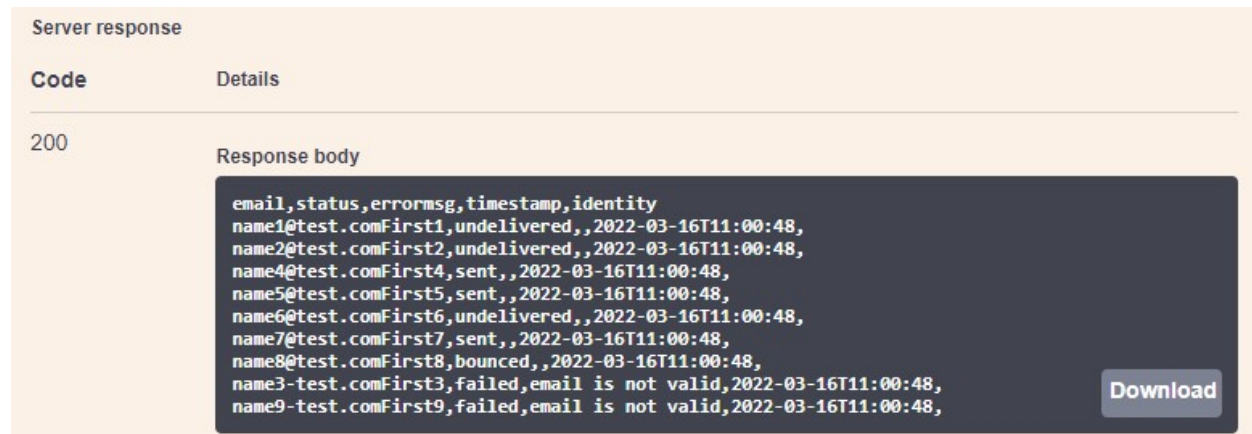 Server response
Code Details
200
Response body
email,status,errormsg,timestamp,identity
name1@test.comFirst1,undelivered,,2022-03-16T11:00:48,
name2@test.comFirst2,undelivered,,2022-03-16T11:00:48,
name4@test.comFirst4,sent,,2022-03-16T11:00:48,
name5@test.comFirst5,sent,,2022-03-16T11:00:48,
name6@test.comFirst6,undelivered,,2022-03-16T11:00:48,
name7@test.comFirst7,sent,,2022-03-16T11:00:48,
name8@test.comFirst8,bounced,,2022-03-16T11:00:48,
name3-test.comFirst3,failed,email is not valid,2022-03-16T11:00:48,
name9-test.comFirst9,failed,email is not valid,2022-03-16T11:00:48,
Download